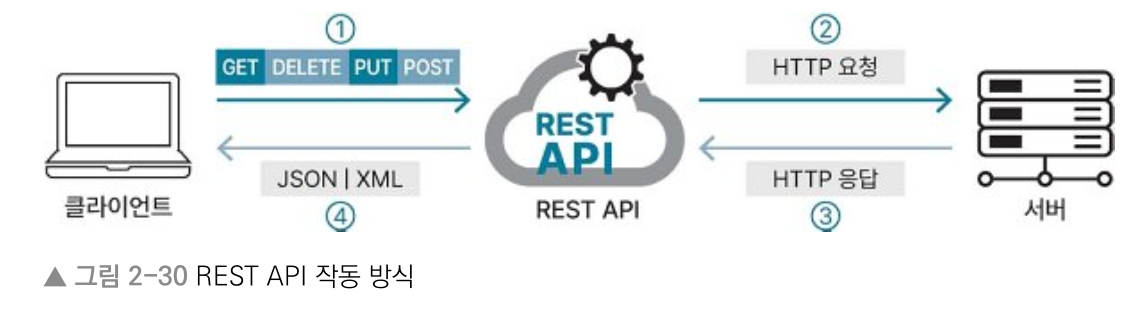 ① ②
GET DELETE PUT POST HTTP 요청
REST
API
JSON | XML HTTP 응답
클라이언트 REST API 서버
④ ③
▲ 그림 2-30 REST API 작동 방식